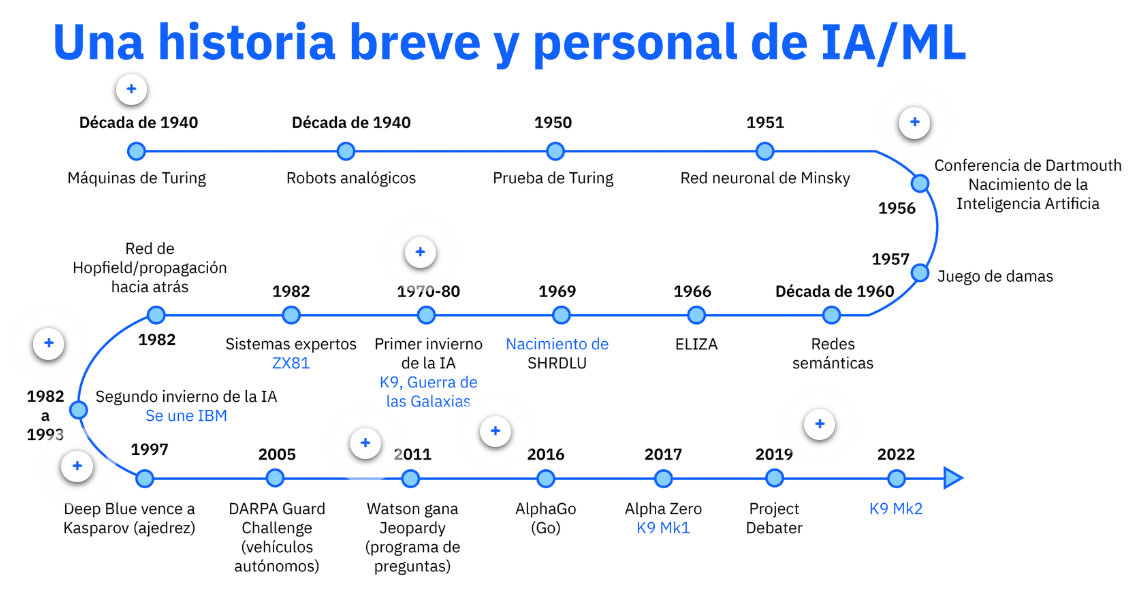 Una historia breve y personal de IA/ML
+
Década de 1940
Máquinas de Turing
Década de 1940
Robots analógicos
1950
Prueba de Turing
1951
Red neuronal de Minsky
+
Conferencia de Dartmouth
Nacimiento de la
Inteligencia Artificia
1956
1957
Juego de damas
Década de 1960
Redes
semánticas
1966
ELIZA
1969
Nacimiento de
SHRDLU
+
1970-80
Primer invierno
de la IA
K9, Guerra de
las Galaxias
1982
Sistemas expertos
ZX81
Red de
Hopfield/propagación
hacia atrás
1982
+
1982
a
1993
Segundo invierno de la IA
Se une IBM
+
1997
Deep Blue vence a
Kasparov (ajedrez)
2005
DARPA Guard
Challenge
(vehículos
autónomos)
+
2011
Watson gana
Jeopardy
(programa de
preguntas)
+
2016
AlphaGo
(Go)
2017
Alpha Zero
K9 Mk1
2019
Project
Debater
+
2022
K9 Mk2